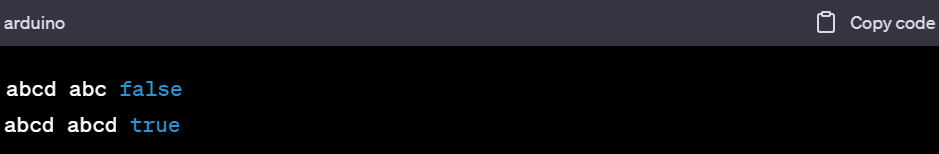 arduino Copy code
abcd abc false
abcd abcd true